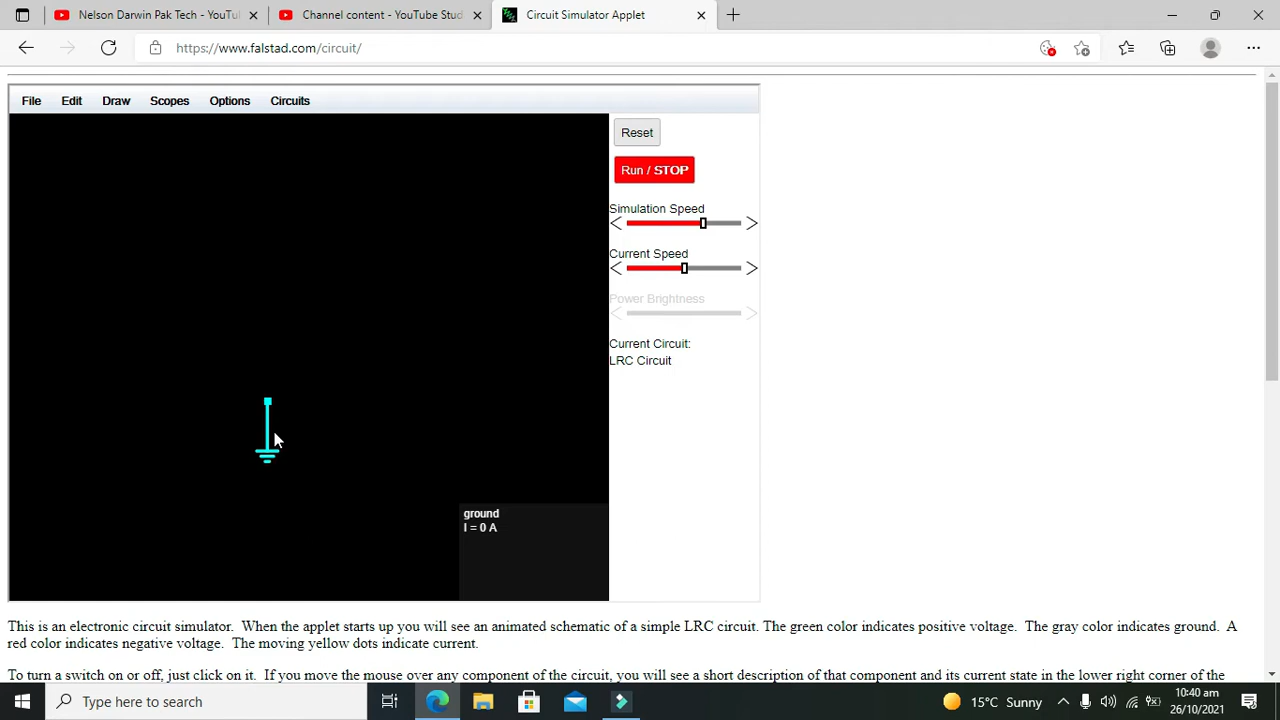 Nelson Darwin Pak Tech - YouTu
Channel content - YouTube Stud
Circuit Simulator Applet
https://www.falstad.com/circuit/
File Edit Draw Scopes Options Circuits
Reset
Run / STOP
Simulation Speed
Current Speed
Power Brightness
Current Circuit:
LRC Circuit
ground
I = 0 A
This is an electronic circuit simulator. When the applet starts up you will see an animated schematic of a simple LRC circuit. The green color indicates positive voltage. The gray color indicates ground. A
red color indicates negative voltage. The moving yellow dots indicate current.
To turn a switch on or off, just click on it. If you move the mouse over any component of the circuit, you will see a short description of that component and its current state in the lower right corner of the
Type here to search
15°C Sunny
10:40 am
26/10/2021